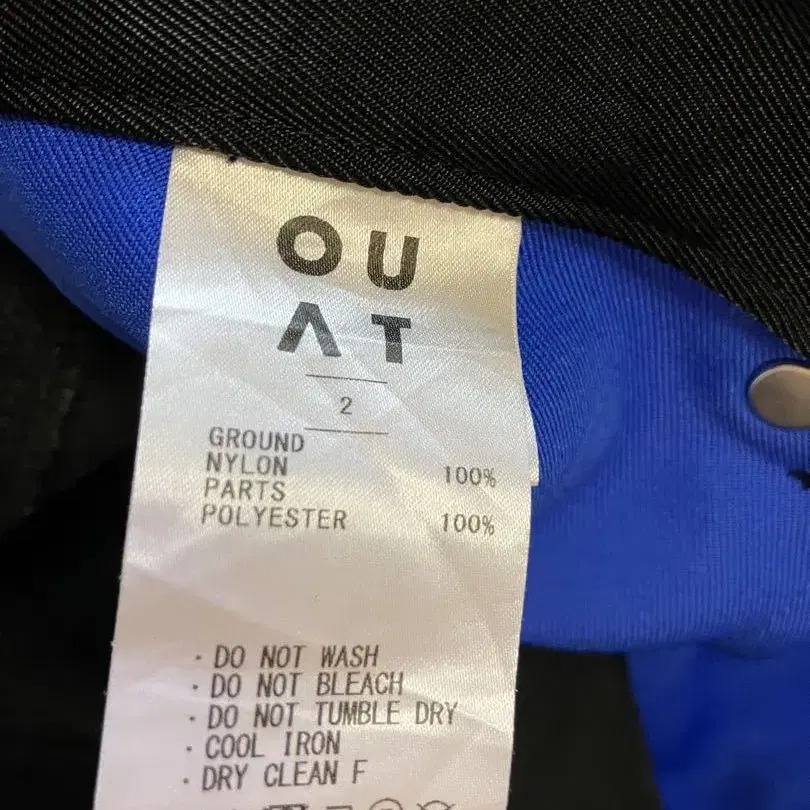 OU
ΛT
2
GROUND
NYLON 100%
PARTS
POLYESTER 100%
· DO NOT WASH
· DO NOT BLEACH
· DO NOT TUMBLE DRY
· COOL IRON
· DRY CLEAN F